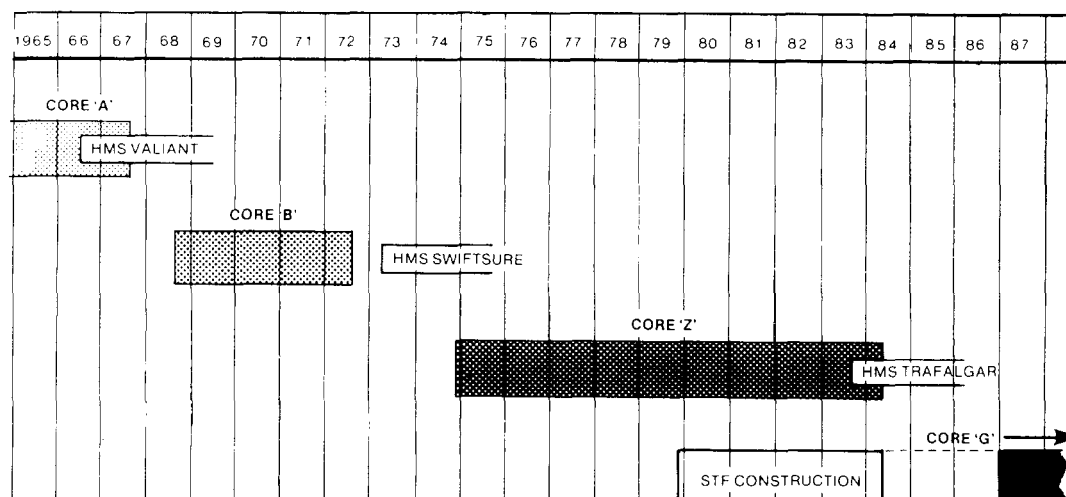 1965 66 67 68 69 70 71 72 73 74 75 76 77 78 79 80 81 82 83 84 85 86 87
CORE 'A'
HMS VALIANT
CORE 'B'
HMS SWIFTSURE
CORE 'Z'
HMS TRAFALGAR
CORE 'G'
STF CONSTRUCTION